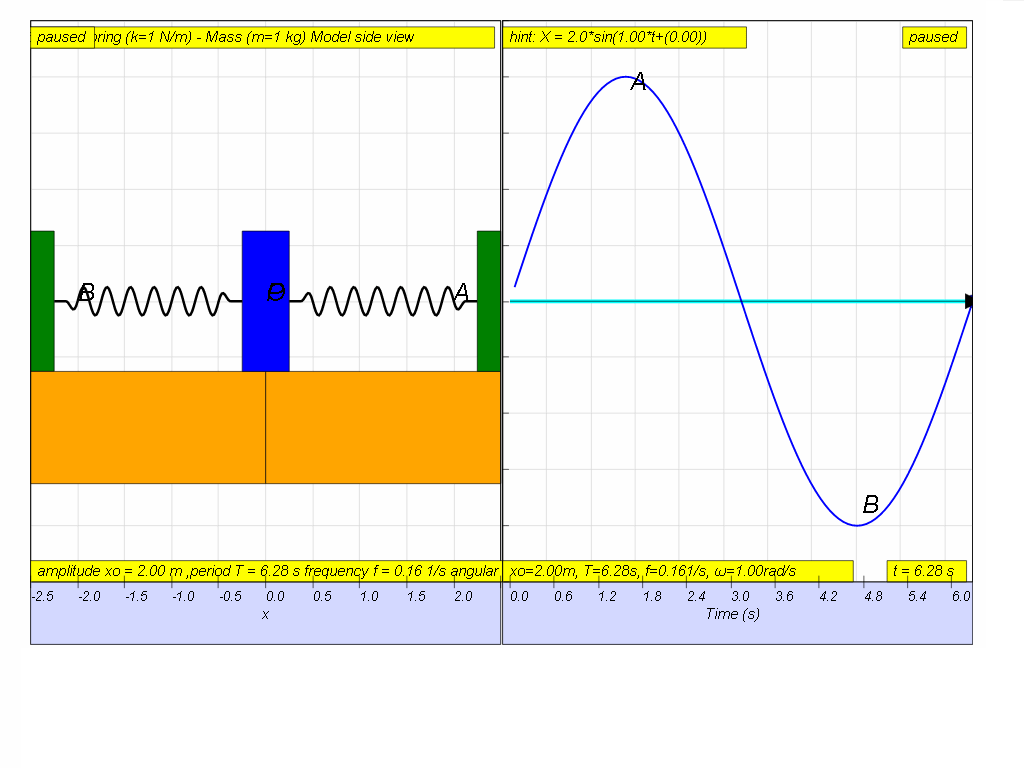 paused
ring (k=1 N/m) - Mass (m=1 kg) Model side view
hint: X = 2.0*sin(1.00*t+(0.00))
paused
A
B
A
B
amplitude xo = 2.00 m ,period T = 6.28 s frequency f = 0.16 1/s angular
xo=2.00m, T=6.28s, f=0.161/s, ω=1.00rad/s
t = 6.28 s
-2.5 -2.0 -1.5 -1.0 -0.5 0.0 0.5 1.0 1.5 2.0
x
0.0 0.6 1.2 1.8 2.4 3.0 3.6 4.2 4.8 5.4 6.0
Time (s)